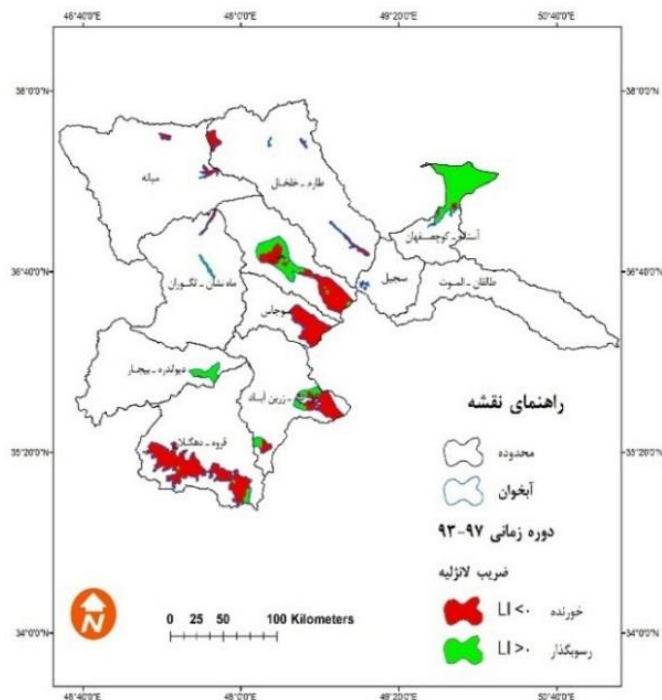 46°40'0"E 48°0'0"E 49°20'0"E 50°40'0"E
38°0'0"N 38°0'0"N
میانه
طارم - خلخال
آستانه - کوچصفهان
36°40'0"N 36°40'0"N
ماه نشان - انگوران
سجیل
طالقان - الموت
سوجاس
دیواندره - بیجار
زرین آباد
راهنمای نقشه
قروه - دهگلان
محدوده
35°20'0"N 35°20'0"N
آبخوان
دوره زمانی ۹۳-۹۷
ضریب لانژلیه
خورنده LI <۰
رسوبگذار LI >۰
N
0 25 50 100 Kilometers
34°0'0"N 34°0'0"N
46°40'0"E 48°0'0"E 49°20'0"E 50°40'0"E